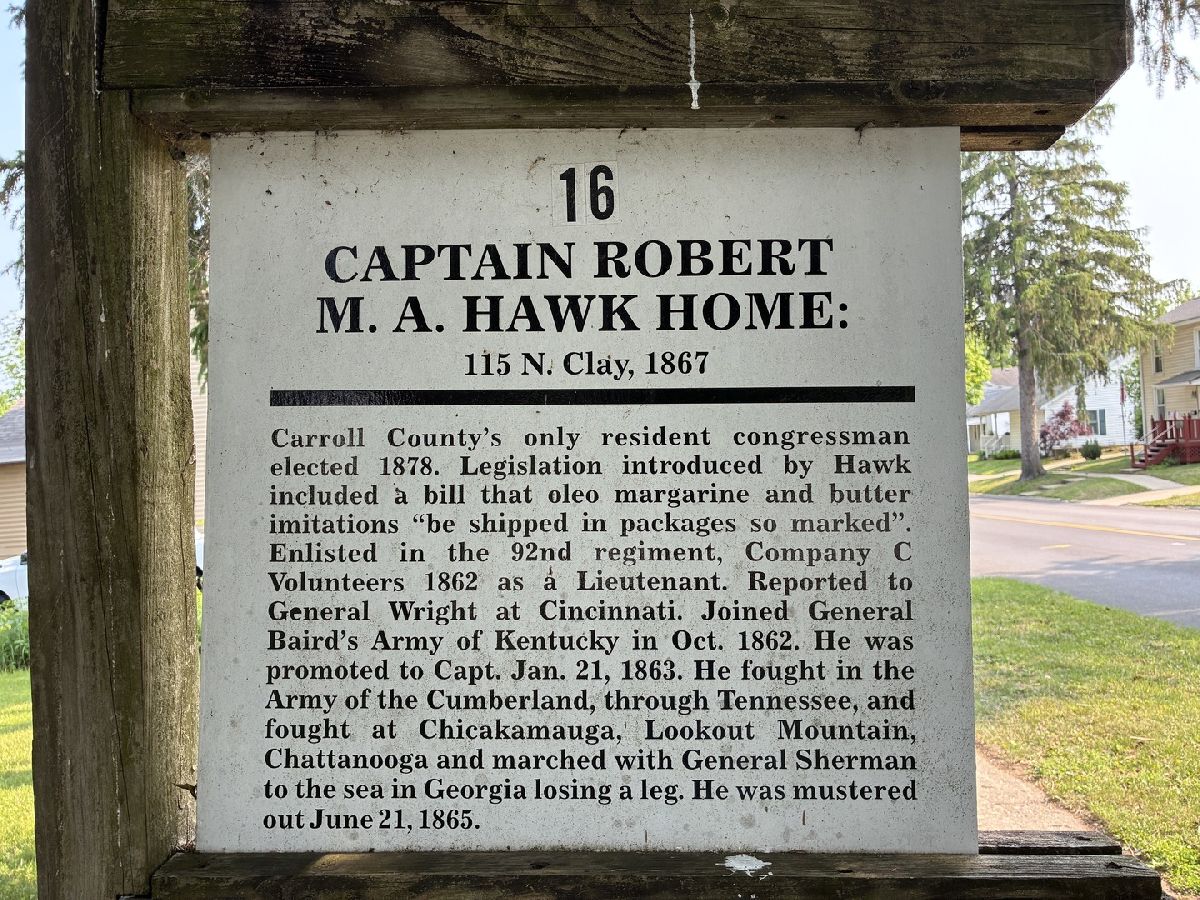 16
CAPTAIN ROBERT
M. A. HAWK HOME:
115 N. Clay, 1867
Carroll County's only resident congressman
elected 1878. Legislation introduced by Hawk
included a bill that oleo margarine and butter
imitations “be shipped in packages so marked”.
Enlisted in the 92nd regiment, Company C
Volunteers 1862 as a Lieutenant. Reported to
General Wright at Cincinnati. Joined General
Baird's Army of Kentucky in Oct. 1862. He was
promoted to Capt. Jan. 21, 1863. He fought in the
Army of the Cumberland, through Tennessee, and
fought at Chicakamauga, Lookout Mountain,
Chattanooga and marched with General Sherman
to the sea in Georgia losing a leg. He was mustered
out June 21, 1865.